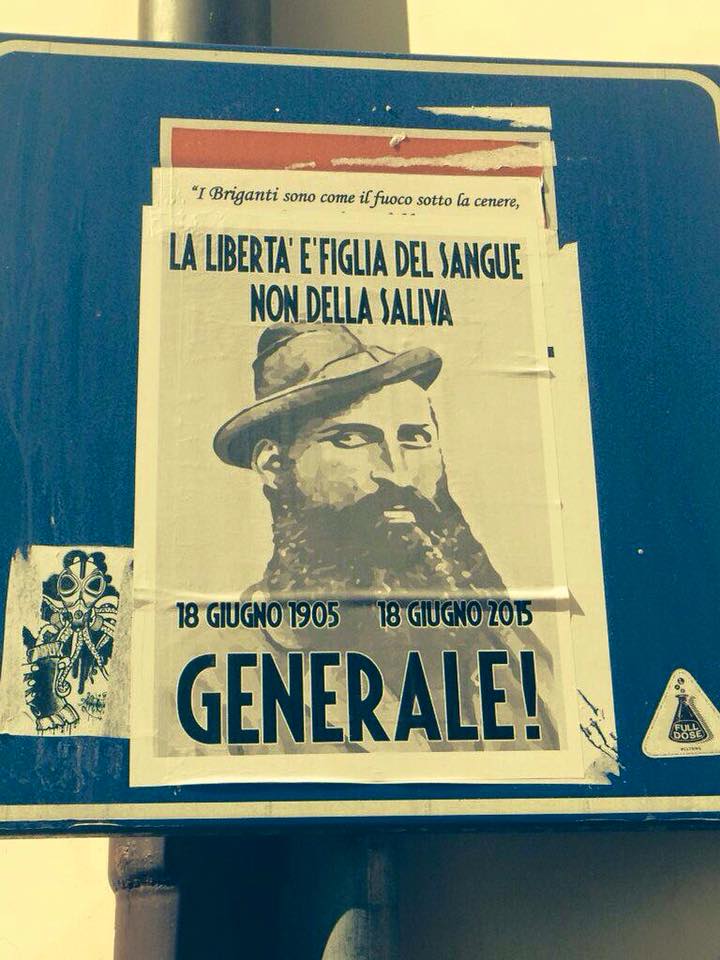 "I Briganti sono come il fuoco sotto la cenere,
LA LIBERTA' E' FIGLIA DEL SANGUE
NON DELLA SALIVA
18 GIUGNO 1905 18 GIUGNO 2015
GENERALE!
FULL
DOSE